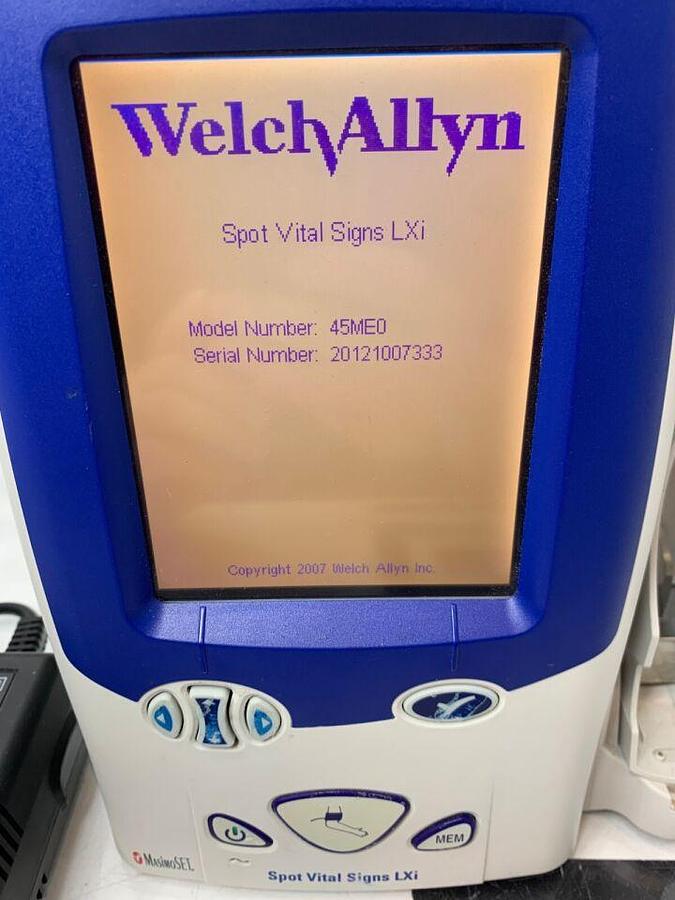 WelchAllyn
Spot Vital Signs LXi
Model Number: 45ME0
Serial Number: 20121007333
Copyright 2007 Welch Allyn Inc.
MEM
MasimoSET
Spot Vital Signs LXi